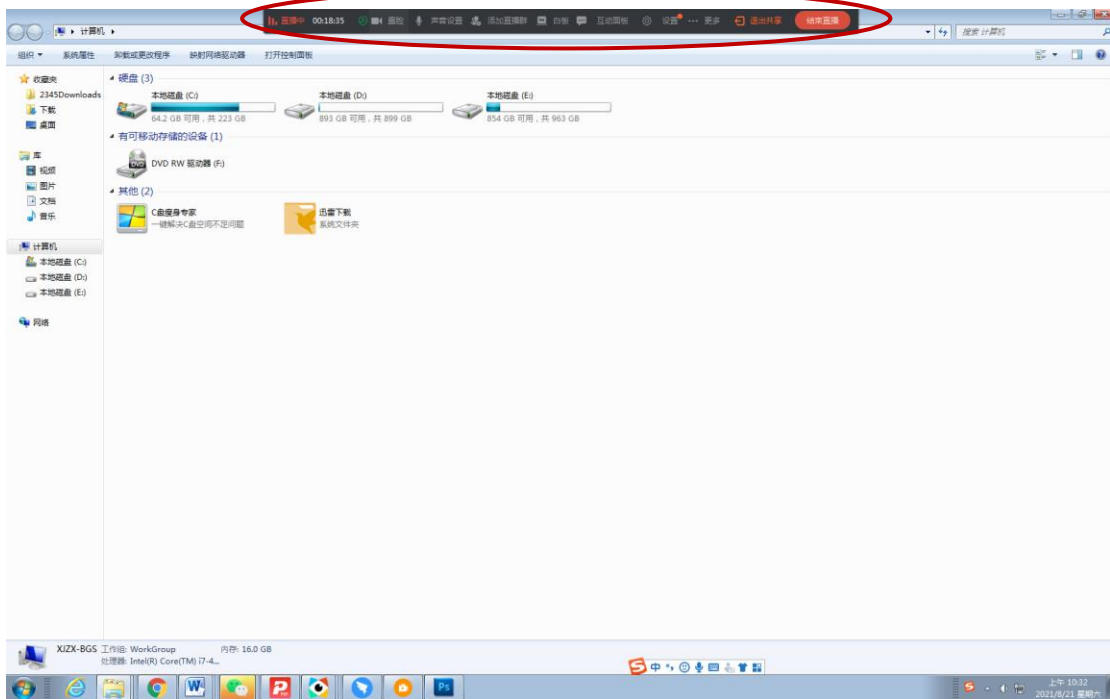 直播中 00:18:35 露脸 声音设置 添加直播群 白板 互动面板 设置 更多 退出共享 结束直播
计算机
搜索 计算机
组织 系统属性 卸载或更改程序 映射网络驱动器 打开控制面板
收藏夹
2345Downloads
下载
桌面
库
视频
图片
文档
音乐
计算机
本地磁盘 (C:)
本地磁盘 (D:)
本地磁盘 (E:)
网络
硬盘 (3)
本地磁盘 (C:)
64.2 GB 可用 , 共 223 GB
本地磁盘 (D:)
893 GB 可用 , 共 899 GB
本地磁盘 (E:)
854 GB 可用 , 共 963 GB
有可移动存储的设备 (1)
DVD RW 驱动器 (F:)
其他 (2)
C盘瘦身专家
一键解决C盘空间不足问题
迅雷下载
系统文件夹
XJZX-BGS 工作组: WorkGroup 内存: 16.0 GB
处理器: Intel(R) Core(TM) i7-4...
中
上午 10:32
2021/8/21 星期六